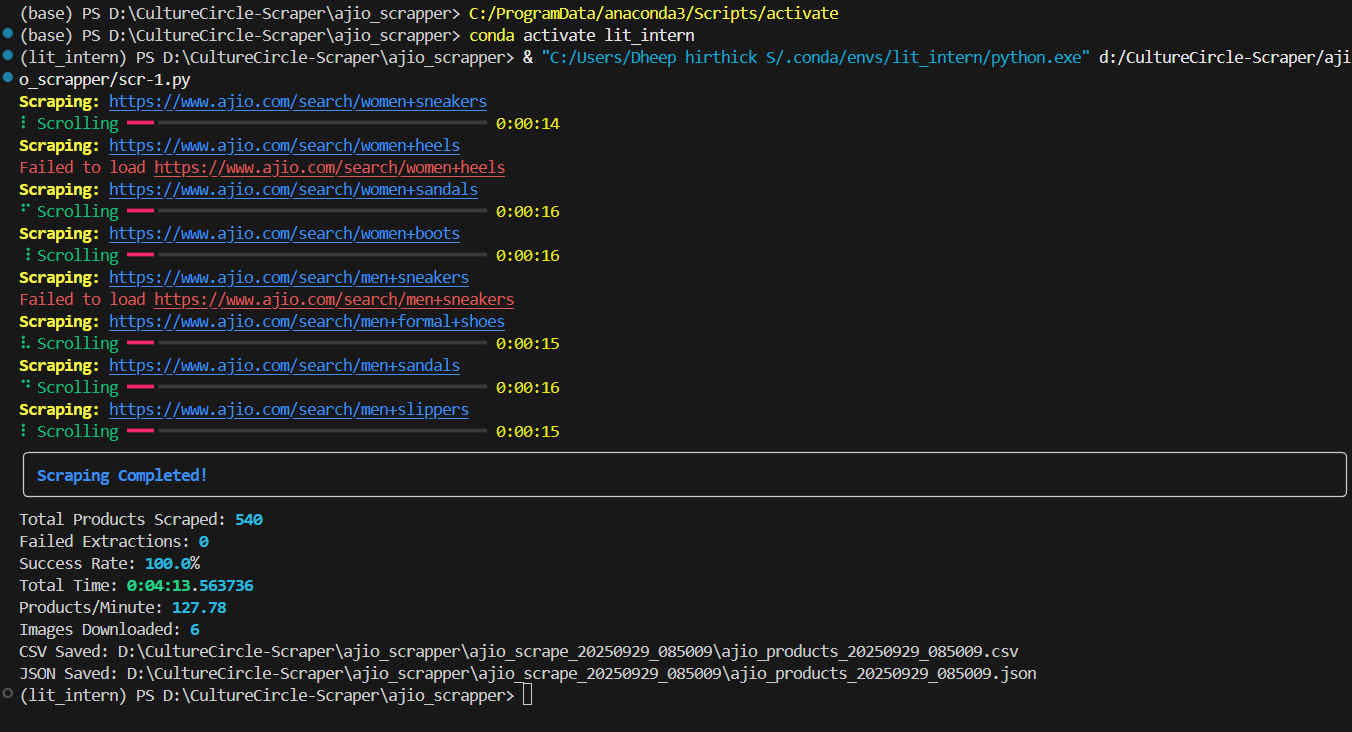 (base) PS D:\CultureCircle-Scraper\ajio_scrapper> C:/ProgramData/anaconda3/Scripts/activate
(base) PS D:\CultureCircle-Scraper\ajio_scrapper> conda activate lit_intern
(lit_intern) PS D:\CultureCircle-Scraper\ajio_scrapper> & "C:/Users/Dheep hirthick S/.conda/envs/lit_intern/python.exe" d:/CultureCircle-Scraper/aji
o_scrapper/scr-1.py
Scraping: https://www.ajio.com/search/women+sneakers
Scrolling 0:00:14
Scraping: https://www.ajio.com/search/women+heels
Failed to load https://www.ajio.com/search/women+heels
Scraping: https://www.ajio.com/search/women+sandals
Scrolling 0:00:16
Scraping: https://www.ajio.com/search/women+boots
Scrolling 0:00:16
Scraping: https://www.ajio.com/search/men+sneakers
Failed to load https://www.ajio.com/search/men+sneakers
Scraping: https://www.ajio.com/search/men+formal+shoes
Scrolling 0:00:15
Scraping: https://www.ajio.com/search/men+sandals
Scrolling 0:00:16
Scraping: https://www.ajio.com/search/men+slippers
Scrolling 0:00:15
Scraping Completed!
Total Products Scraped: 540
Failed Extractions: 0
Success Rate: 100.0%
Total Time: 0:04:13.563736
Products/Minute: 127.78
Images Downloaded: 6
CSV Saved: D:\CultureCircle-Scraper\ajio_scrapper\ajio_scrape_20250929_085009\ajio_products_20250929_085009.csv
JSON Saved: D:\CultureCircle-Scraper\ajio_scrapper\ajio_scrape_20250929_085009\ajio_products_20250929_085009.json
(lit_intern) PS D:\CultureCircle-Scraper\ajio_scrapper>